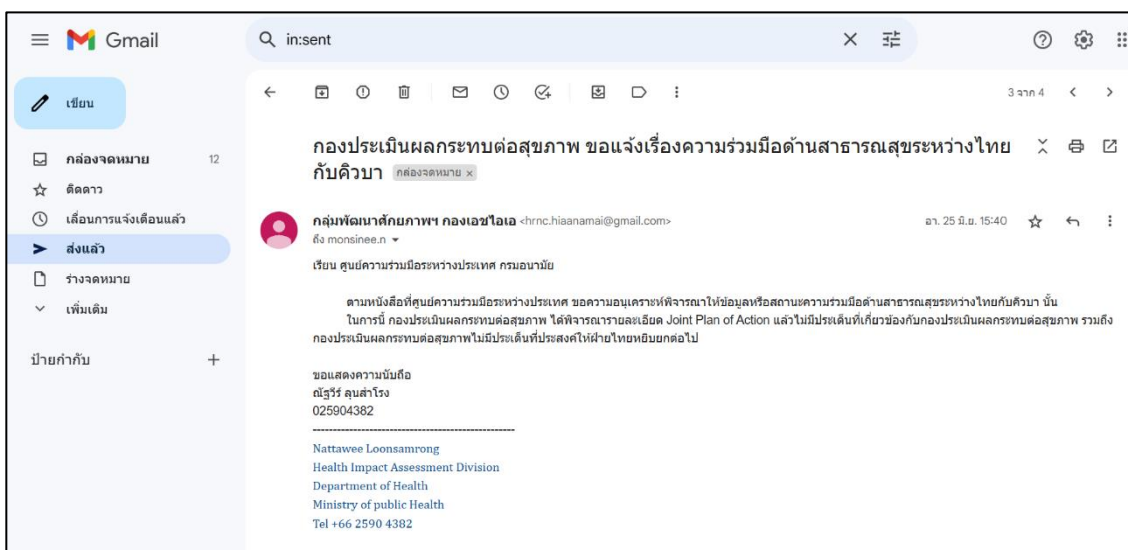 Gmail
in:sent
เขียน
3 จาก 4
กล่องจดหมาย 12
ติดดาว
เลื่อนการแจ้งเตือนแล้ว
ส่งแล้ว
ร่างจดหมาย
เพิ่มเติม
ป้ายกำกับ
กองประเมินผลกระทบต่อสุขภาพ ขอแจ้งเรื่องความร่วมมือด้านสาธารณสุขระหว่างไทย
กับคิวบา กล่องจดหมาย ×
กลุ่มพัฒนาศักยภาพฯ กองเอชไอเอ <hrnc.hiaanamai@gmail.com> อา. 25 มิ.ย. 15:40
ถึง monsinee.n
เรียน ศูนย์ความร่วมมือระหว่างประเทศ กรมอนามัย
ตามหนังสือที่ศูนย์ความร่วมมือระหว่างประเทศ ขอความอนุเคราะห์พิจารณาให้ข้อมูลหรือสถานะความร่วมมือด้านสาธารณสุขระหว่างไทยกับคิวบา นั้น
ในการนี้ กองประเมินผลกระทบต่อสุขภาพ ได้พิจารณารายละเอียด Joint Plan of Action แล้วไม่มีประเด็นที่เกี่ยวข้องกับกองประเมินผลกระทบต่อสุขภาพ รวมถึง
กองประเมินผลกระทบต่อสุขภาพไม่มีประเด็นที่ประสงค์ให้ฝ่ายไทยหยิบยกต่อไป
ขอแสดงความนับถือ
ณัฐวีร์ ลุนสำโรง
025904382
--------------------------------------------------
Nattawee Loonsamrong
Health Impact Assessment Division
Department of Health
Ministry of public Health
Tel +66 2590 4382